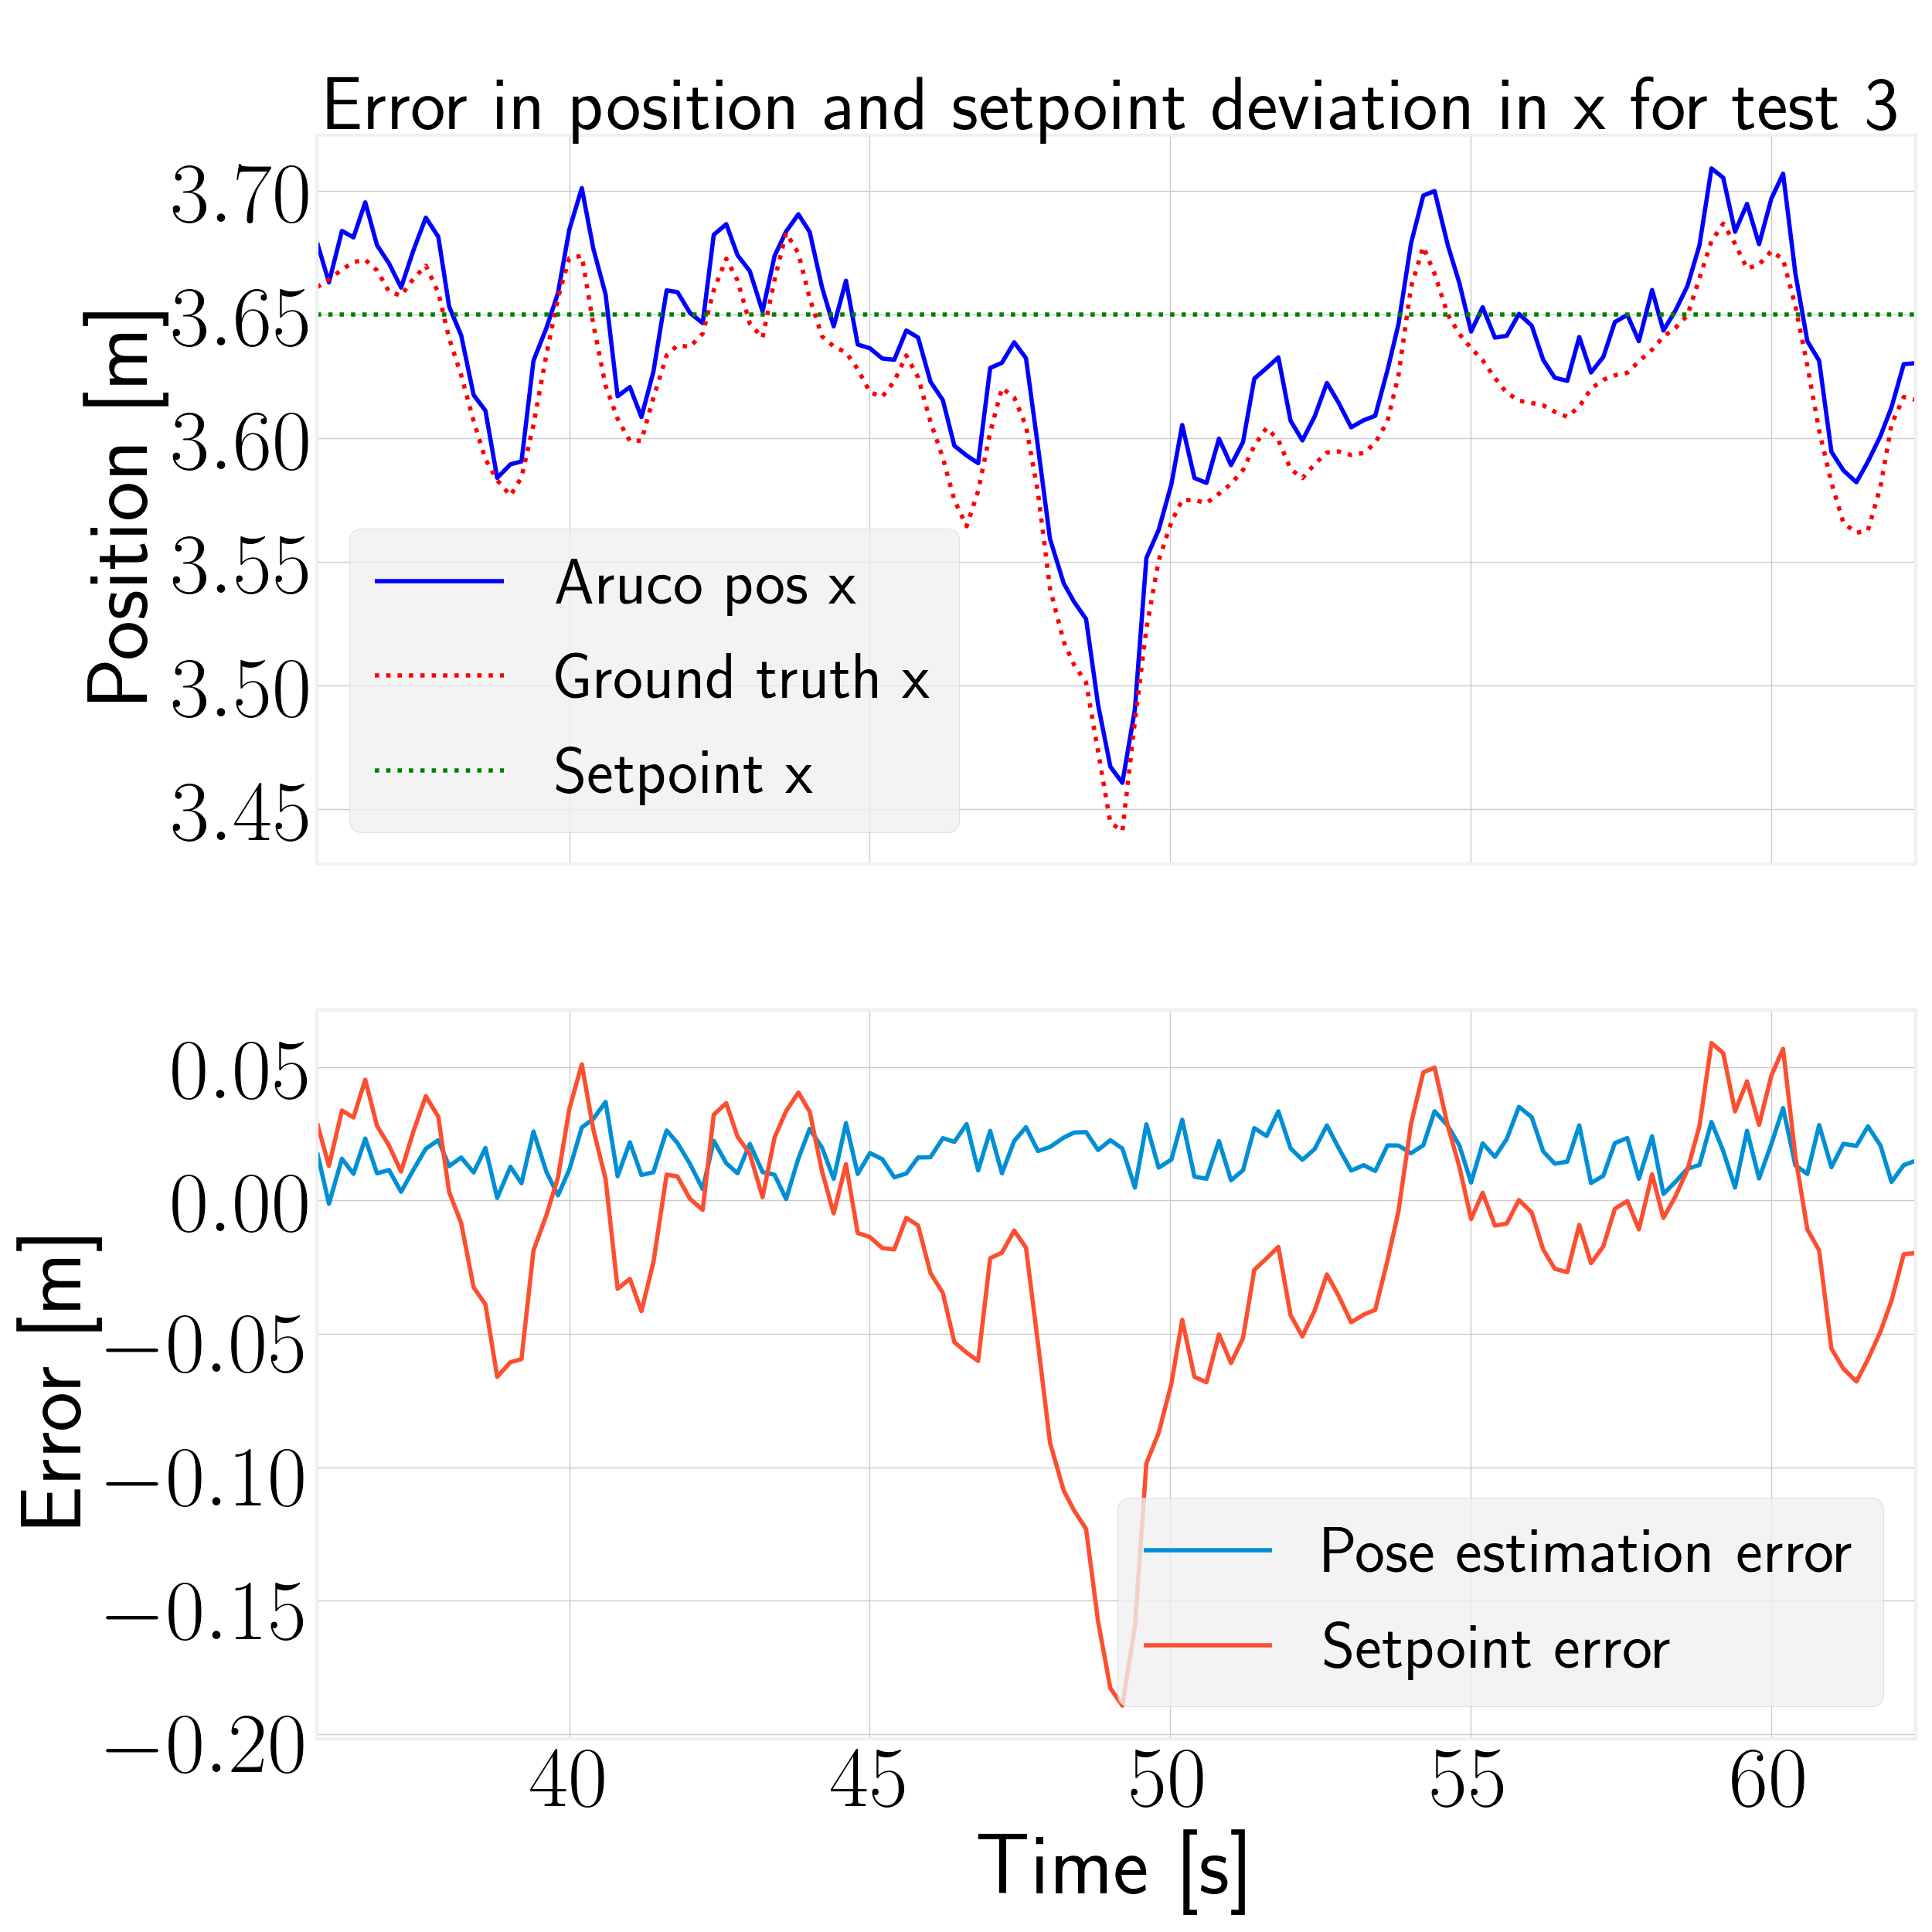 Error in position and setpoint deviation in x for test 3
Position [m]
3.70
3.65
3.60
3.55
3.50
3.45
Aruco pos x
Ground truth x
Setpoint x
Error [m]
0.05
0.00
−0.05
−0.10
−0.15
−0.20
Pose estimation error
Setpoint error
40 45 50 55 60
Time [s]